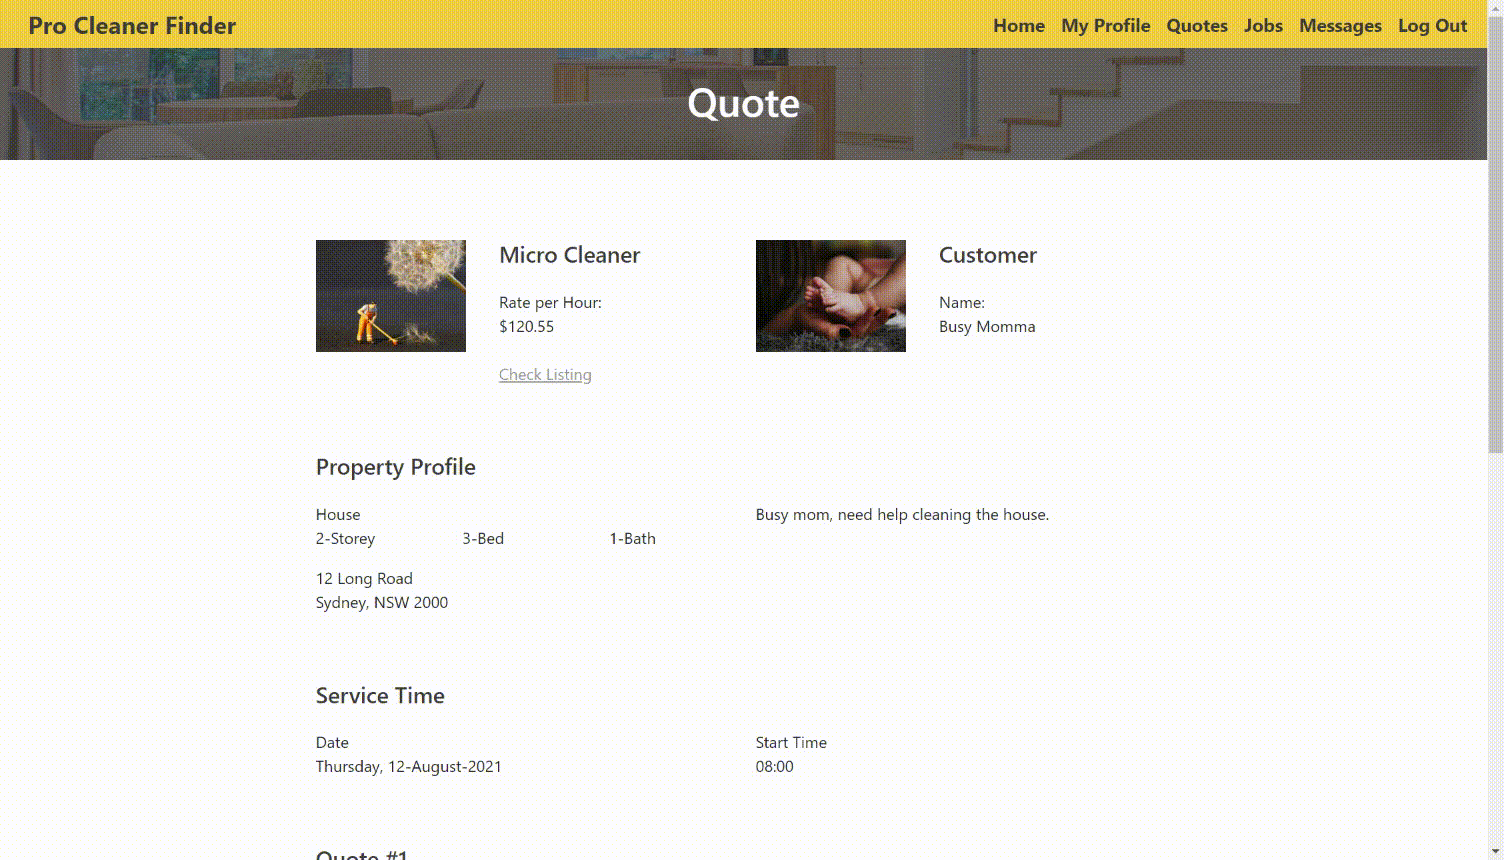 Pro Cleaner Finder
Home My Profile Quotes Jobs Messages Log Out
Quote
Micro Cleaner
Rate per Hour:
$120.55
Check Listing
Customer
Name:
Busy Momma
Property Profile
House
2-Storey 3-Bed 1-Bath
12 Long Road
Sydney, NSW 2000
Busy mom, need help cleaning the house.
Service Time
Date
Thursday, 12-August-2021
Start Time
08:00
Quote #1